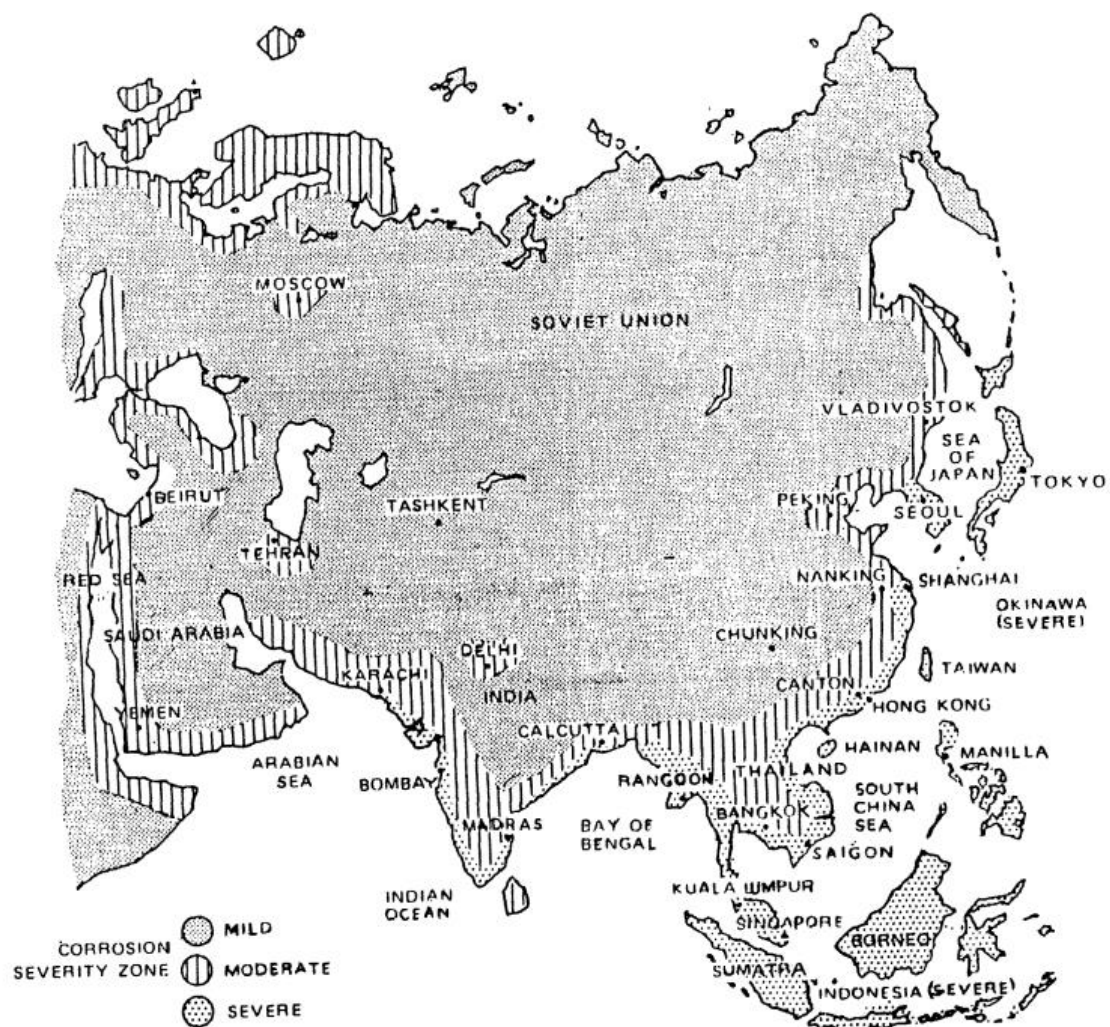 MOSCOW
SOVIET UNION
VLADIVOSTOK
SEA
OF
JAPAN
TOKYO
BEIRUT
TASHKENT
PEKING
SEOUL
TEHRAN
RED SEA
NANKING
SHANGHAI
OKINAWA
(SEVERE)
SAUDI ARABIA
CHUNKING
DELHI
TAIWAN
KARACHI
CANTON
INDIA
HONG KONG
YEMEN
CALCUTTA
HAINAN
MANILLA
ARABIAN
SEA
BOMBAY
RANGOON
THAILAND
SOUTH
CHINA
SEA
BANGKOK
MADRAS
BAY OF
BENGAL
SAIGON
INDIAN
OCEAN
KUALA LUMPUR
SINGAPORE
BORNEO
SUMATRA
INDONESIA (SEVERE)
CORROSION
SEVERITY ZONE
MILD
MODERATE
SEVERE